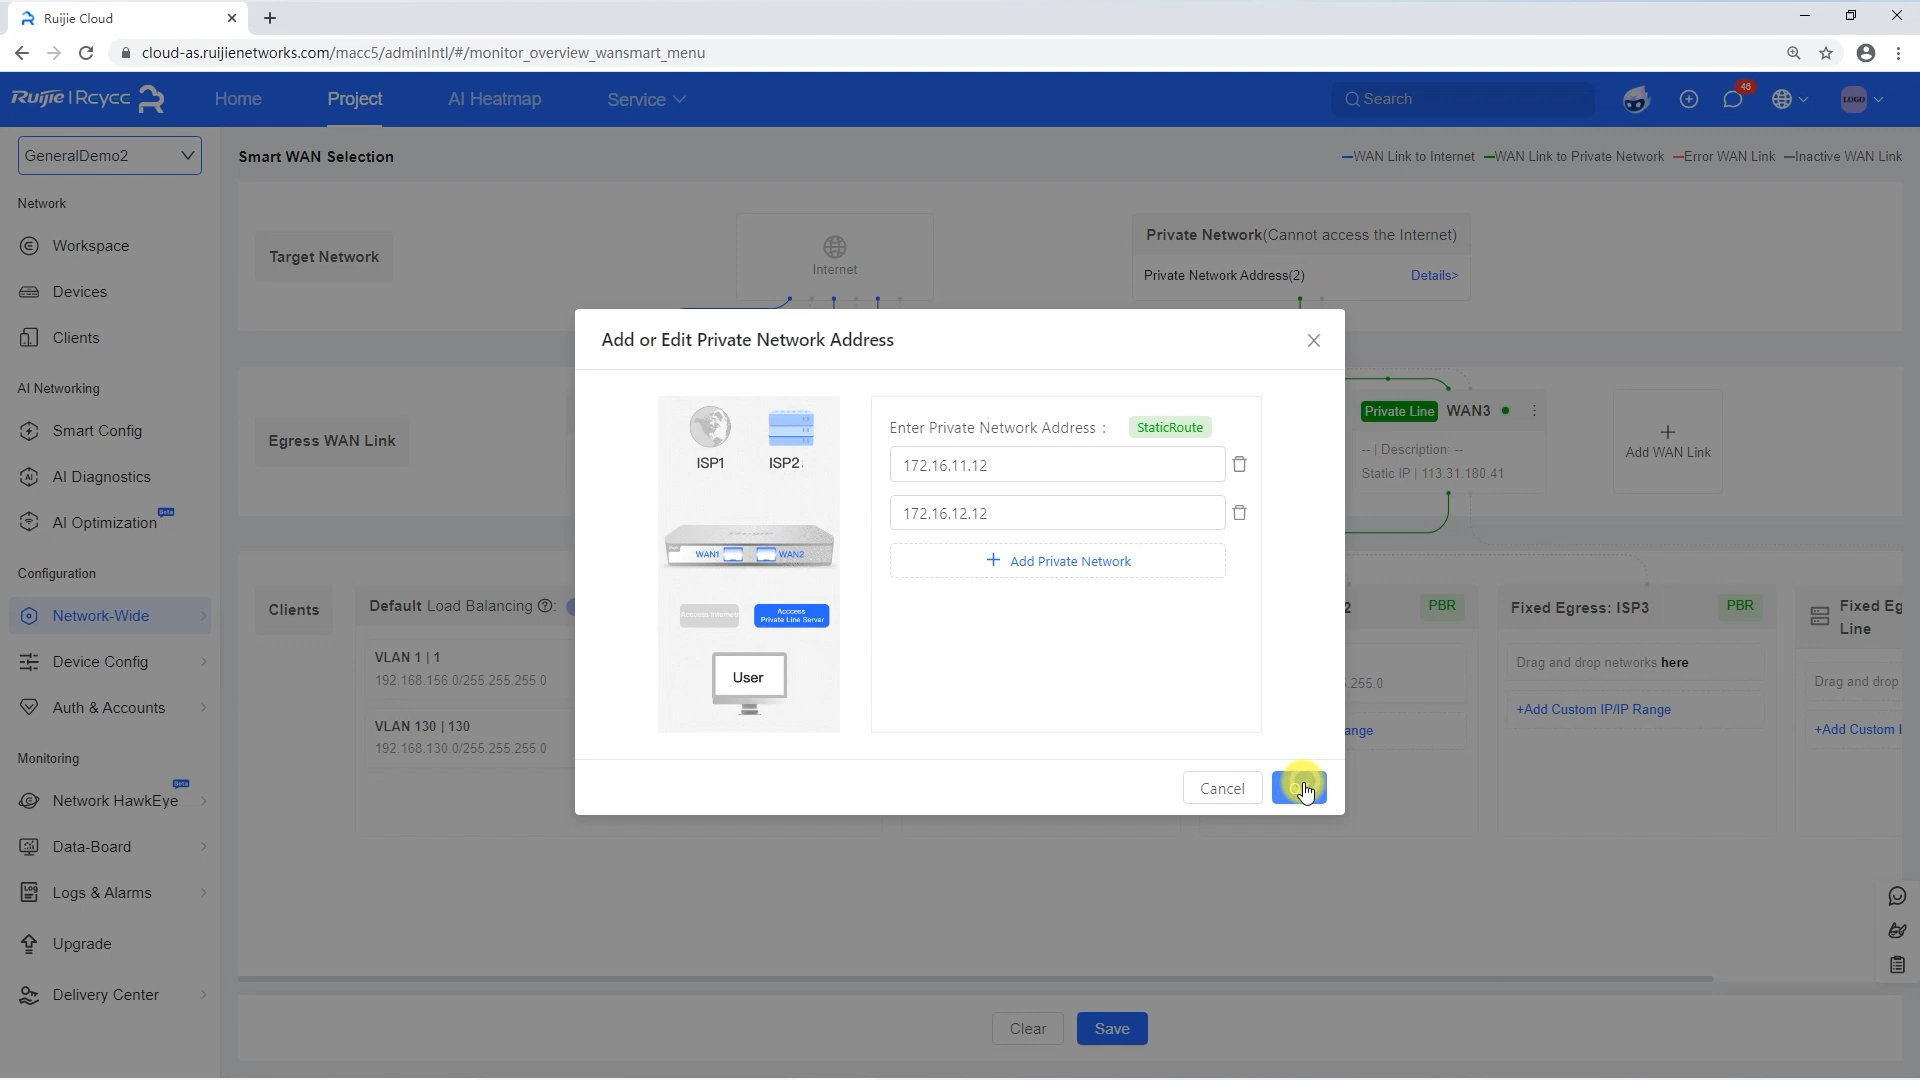 Ruijie Cloud
cloud-as.ruijienetworks.com/macc5/adminIntl/#/monitor_overview_wansmart_menu
Ruijie | Rcycc
Home
Project
AI Heatmap
Service
Search
46
LOGO
GeneralDemo2
Network
Workspace
Devices
Clients
AI Networking
Smart Config
AI Diagnostics
AI Optimization
Beta
Configuration
Network-Wide
Device Config
Auth & Accounts
Monitoring
Network HawkEye
Beta
Data-Board
Logs & Alarms
Upgrade
Delivery Center
Smart WAN Selection
WAN Link to Internet
WAN Link to Private Network
Error WAN Link
Inactive WAN Link
Target Network
Internet
Private Network(Cannot access the Internet)
Private Network Address(2)
Details>
Egress WAN Link
Private Line WAN3
-- | Description: --
Static IP | 113.31.180.41
Add WAN Link
Clients
Default Load Balancing ? :
VLAN 1 | 1
192.168.156.0/255.255.255.0
VLAN 130 | 130
192.168.130.0/255.255.255.0
2
PBR
.255.0
ange
Fixed Egress: ISP3
PBR
Drag and drop networks here
+Add Custom IP/IP Range
Fixed Eg
Line
Drag and drop
+Add Custom I
Add or Edit Private Network Address
ISP1
ISP2
WAN1
WAN2
Access Internet
Acccess
Private Line Server
User
Enter Private Network Address :
StaticRoute
172.16.11.12
172.16.12.12
+ Add Private Network
Cancel
Clear
Save